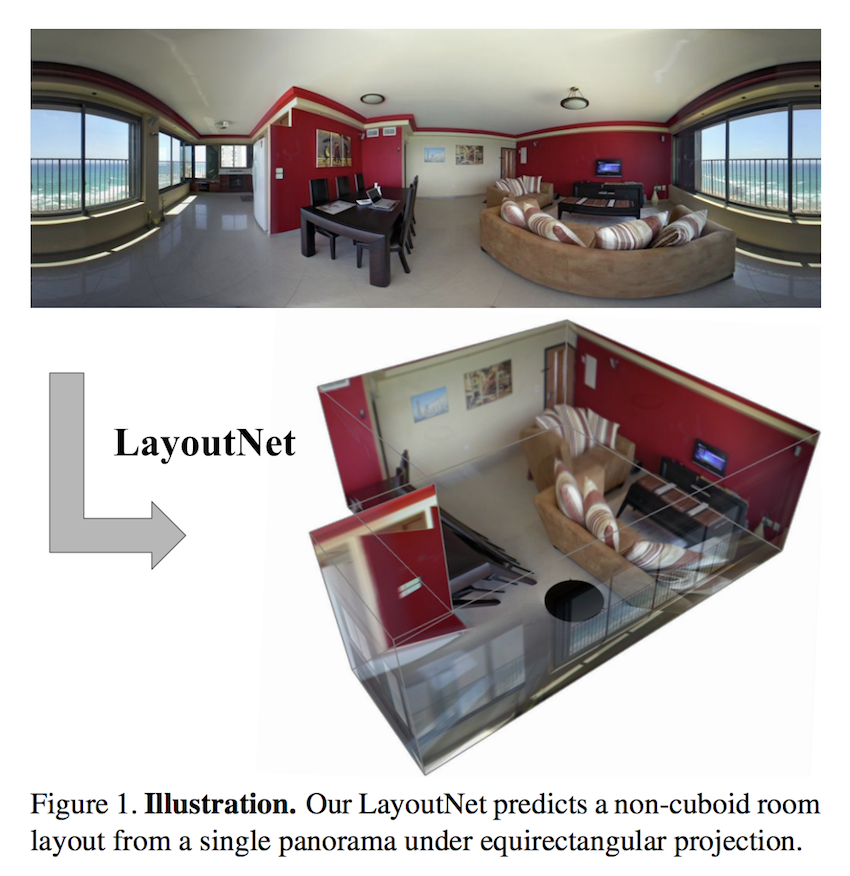 LayoutNet
Figure 1. Illustration. Our LayoutNet predicts a non-cuboid room
layout from a single panorama under equirectangular projection.